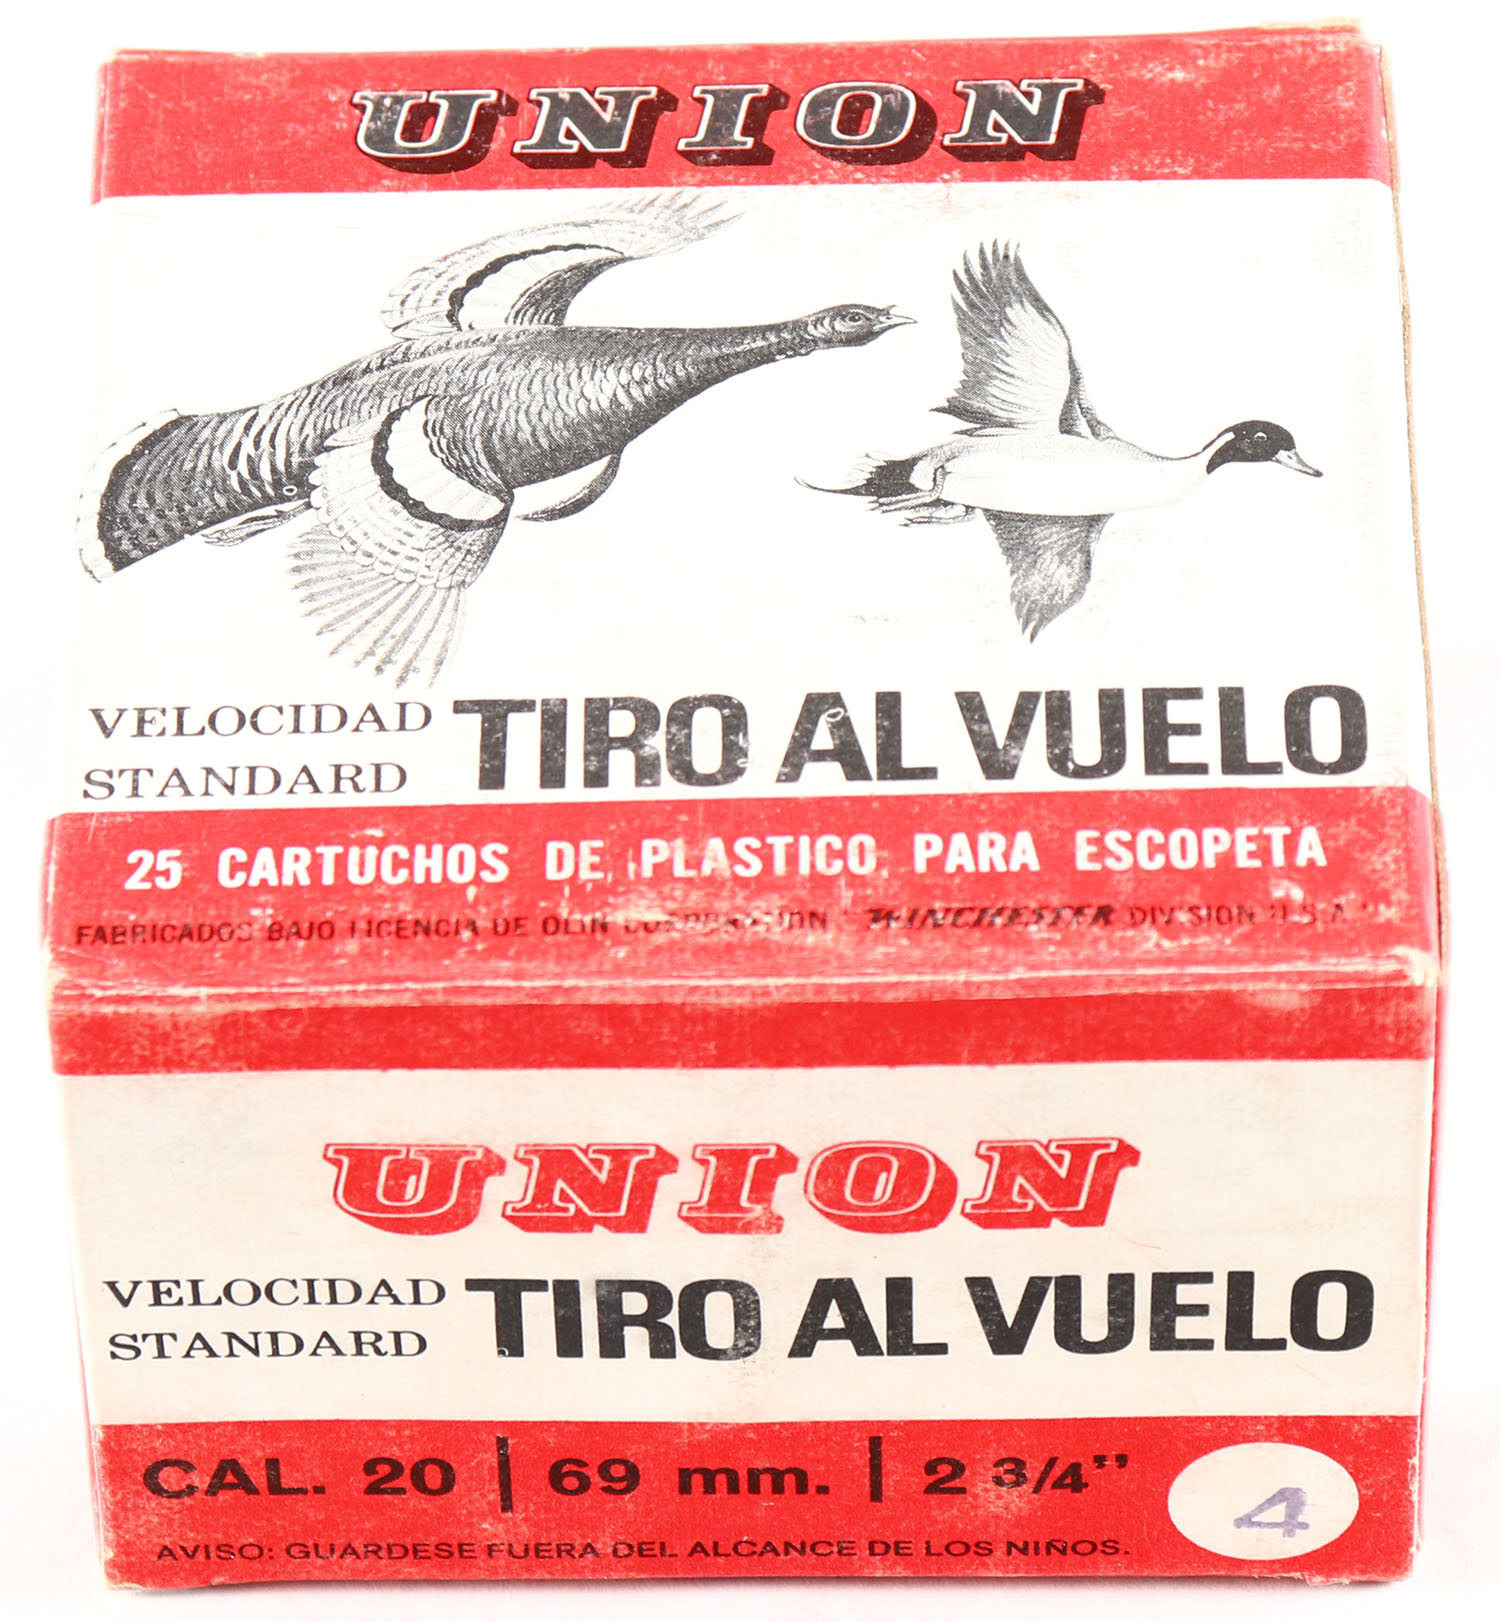 UNION
VELOCIDAD STANDARD TIRO AL VUELO
25 CARTUCHOS DE PLASTICO PARA ESCOPETA
FABRICADOS BAJO LICENCIA DE OLIN CORPORATION "WINCHESTER DIVISION U.S.A."
UNION
VELOCIDAD STANDARD TIRO AL VUELO
CAL. 20 | 69 mm. | 2 3/4"
4
AVISO: GUARDESE FUERA DEL ALCANCE DE LOS NIÑOS.